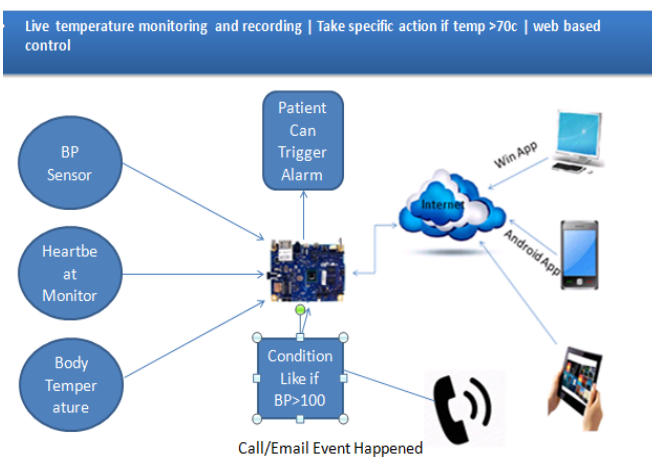 Live temperature monitoring and recording | Take specific action if temp >70c | web based
control
Patient
Can
Trigger
Alarm
BP
Sensor
Win App
Internet
Heartbe
at
Monitor
Android App
Body
Temper
ature
Condition
Like if
BP>100
Call/Email Event Happened